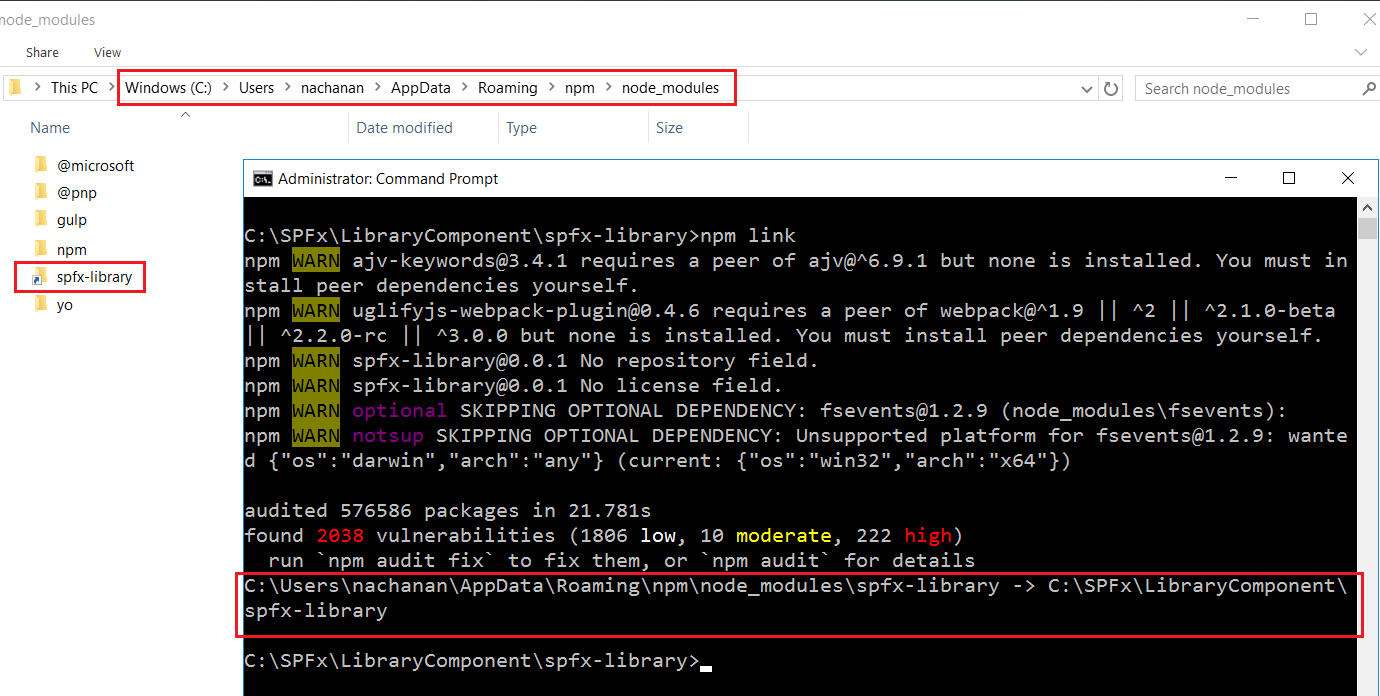 node_modules
Share View
This PC Windows (C:) Users nachanan AppData Roaming npm node_modules Search node_modules
Name Date modified Type Size
@microsoft
@pnp
gulp
npm
spfx-library
yo
Administrator: Command Prompt
C:\SPFx\LibraryComponent\spfx-library>npm link
npm WARN ajv-keywords@3.4.1 requires a peer of ajv@^6.9.1 but none is installed. You must in
stall peer dependencies yourself.
npm WARN uglifyjs-webpack-plugin@0.4.6 requires a peer of webpack@^1.9 || ^2 || ^2.1.0-beta
|| ^2.2.0-rc || ^3.0.0 but none is installed. You must install peer dependencies yourself.
npm WARN spfx-library@0.0.1 No repository field.
npm WARN spfx-library@0.0.1 No license field.
npm WARN optional SKIPPING OPTIONAL DEPENDENCY: fsevents@1.2.9 (node_modules\fsevents):
npm WARN notsup SKIPPING OPTIONAL DEPENDENCY: Unsupported platform for fsevents@1.2.9: wante
d {"os":"darwin","arch":"any"} (current: {"os":"win32","arch":"x64"})
audited 576586 packages in 21.781s
found 2038 vulnerabilities (1806 low, 10 moderate, 222 high)
run `npm audit fix` to fix them, or `npm audit` for details
C:\Users\nachanan\AppData\Roaming\npm\node_modules\spfx-library -> C:\SPFx\LibraryComponent\
spfx-library
C:\SPFx\LibraryComponent\spfx-library>